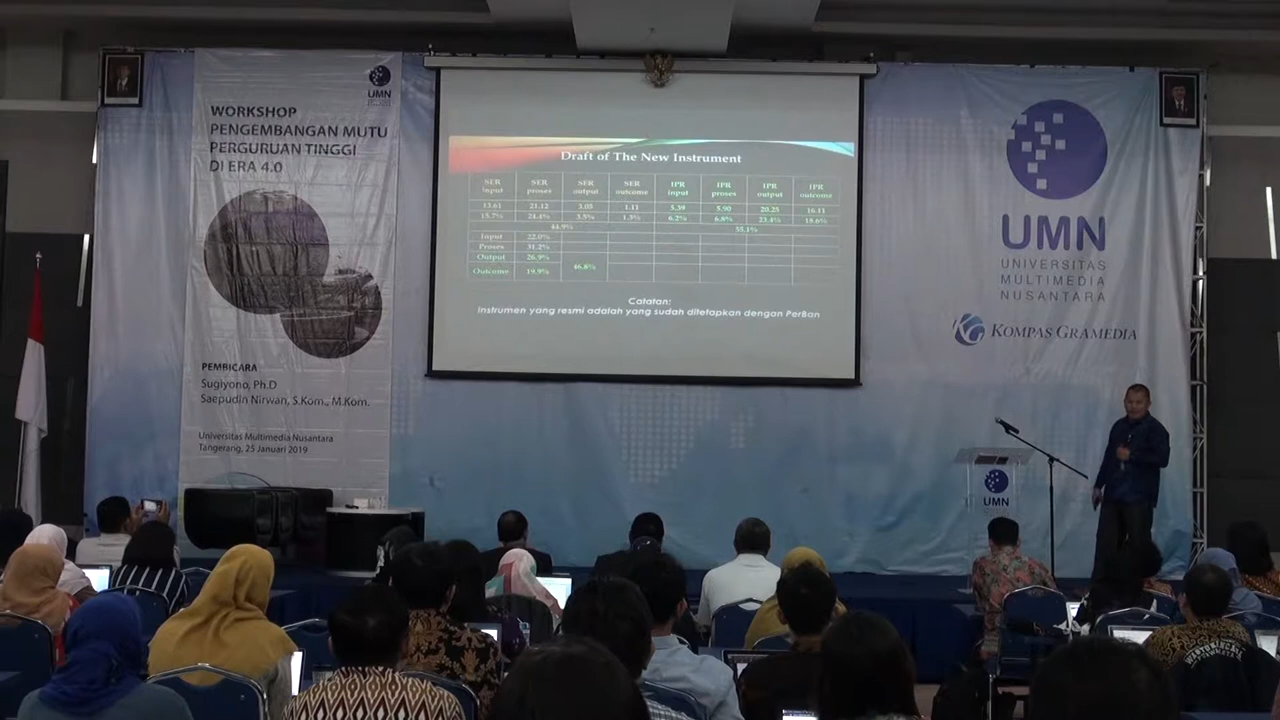 UMN
WORKSHOP
PENGEMBANGAN MUTU
PERGURUAN TINGGI
DI ERA 4.0
PEMBICARA
Sugiyono, Ph.D
Saepudin Nirwan, S.Kom., M.Kom.
Universitas Multimedia Nusantara
Tangerang, 25 Januari 2019
Draft of The New Instrument
SER input SER proses SER output SER outcome IPR input IPR proses IPR output IPR outcome
13.61 21.12 3.05 1.11 5.39 5.90 20.25 16.11
15.7% 24.4% 3.5% 1.3% 6.2% 6.8% 23.4% 18.6%
44.9% 55.1%
Input 22.0%
Proses 31.2%
Output 26.9%
46.8%
Outcome 19.9%
Catatan:
Instrumen yang resmi adalah yang sudah ditetapkan dengan PerBan
UMN
UNIVERSITAS
MULTIMEDIA
NUSANTARA
KG KOMPAS GRAMEDIA
UMN